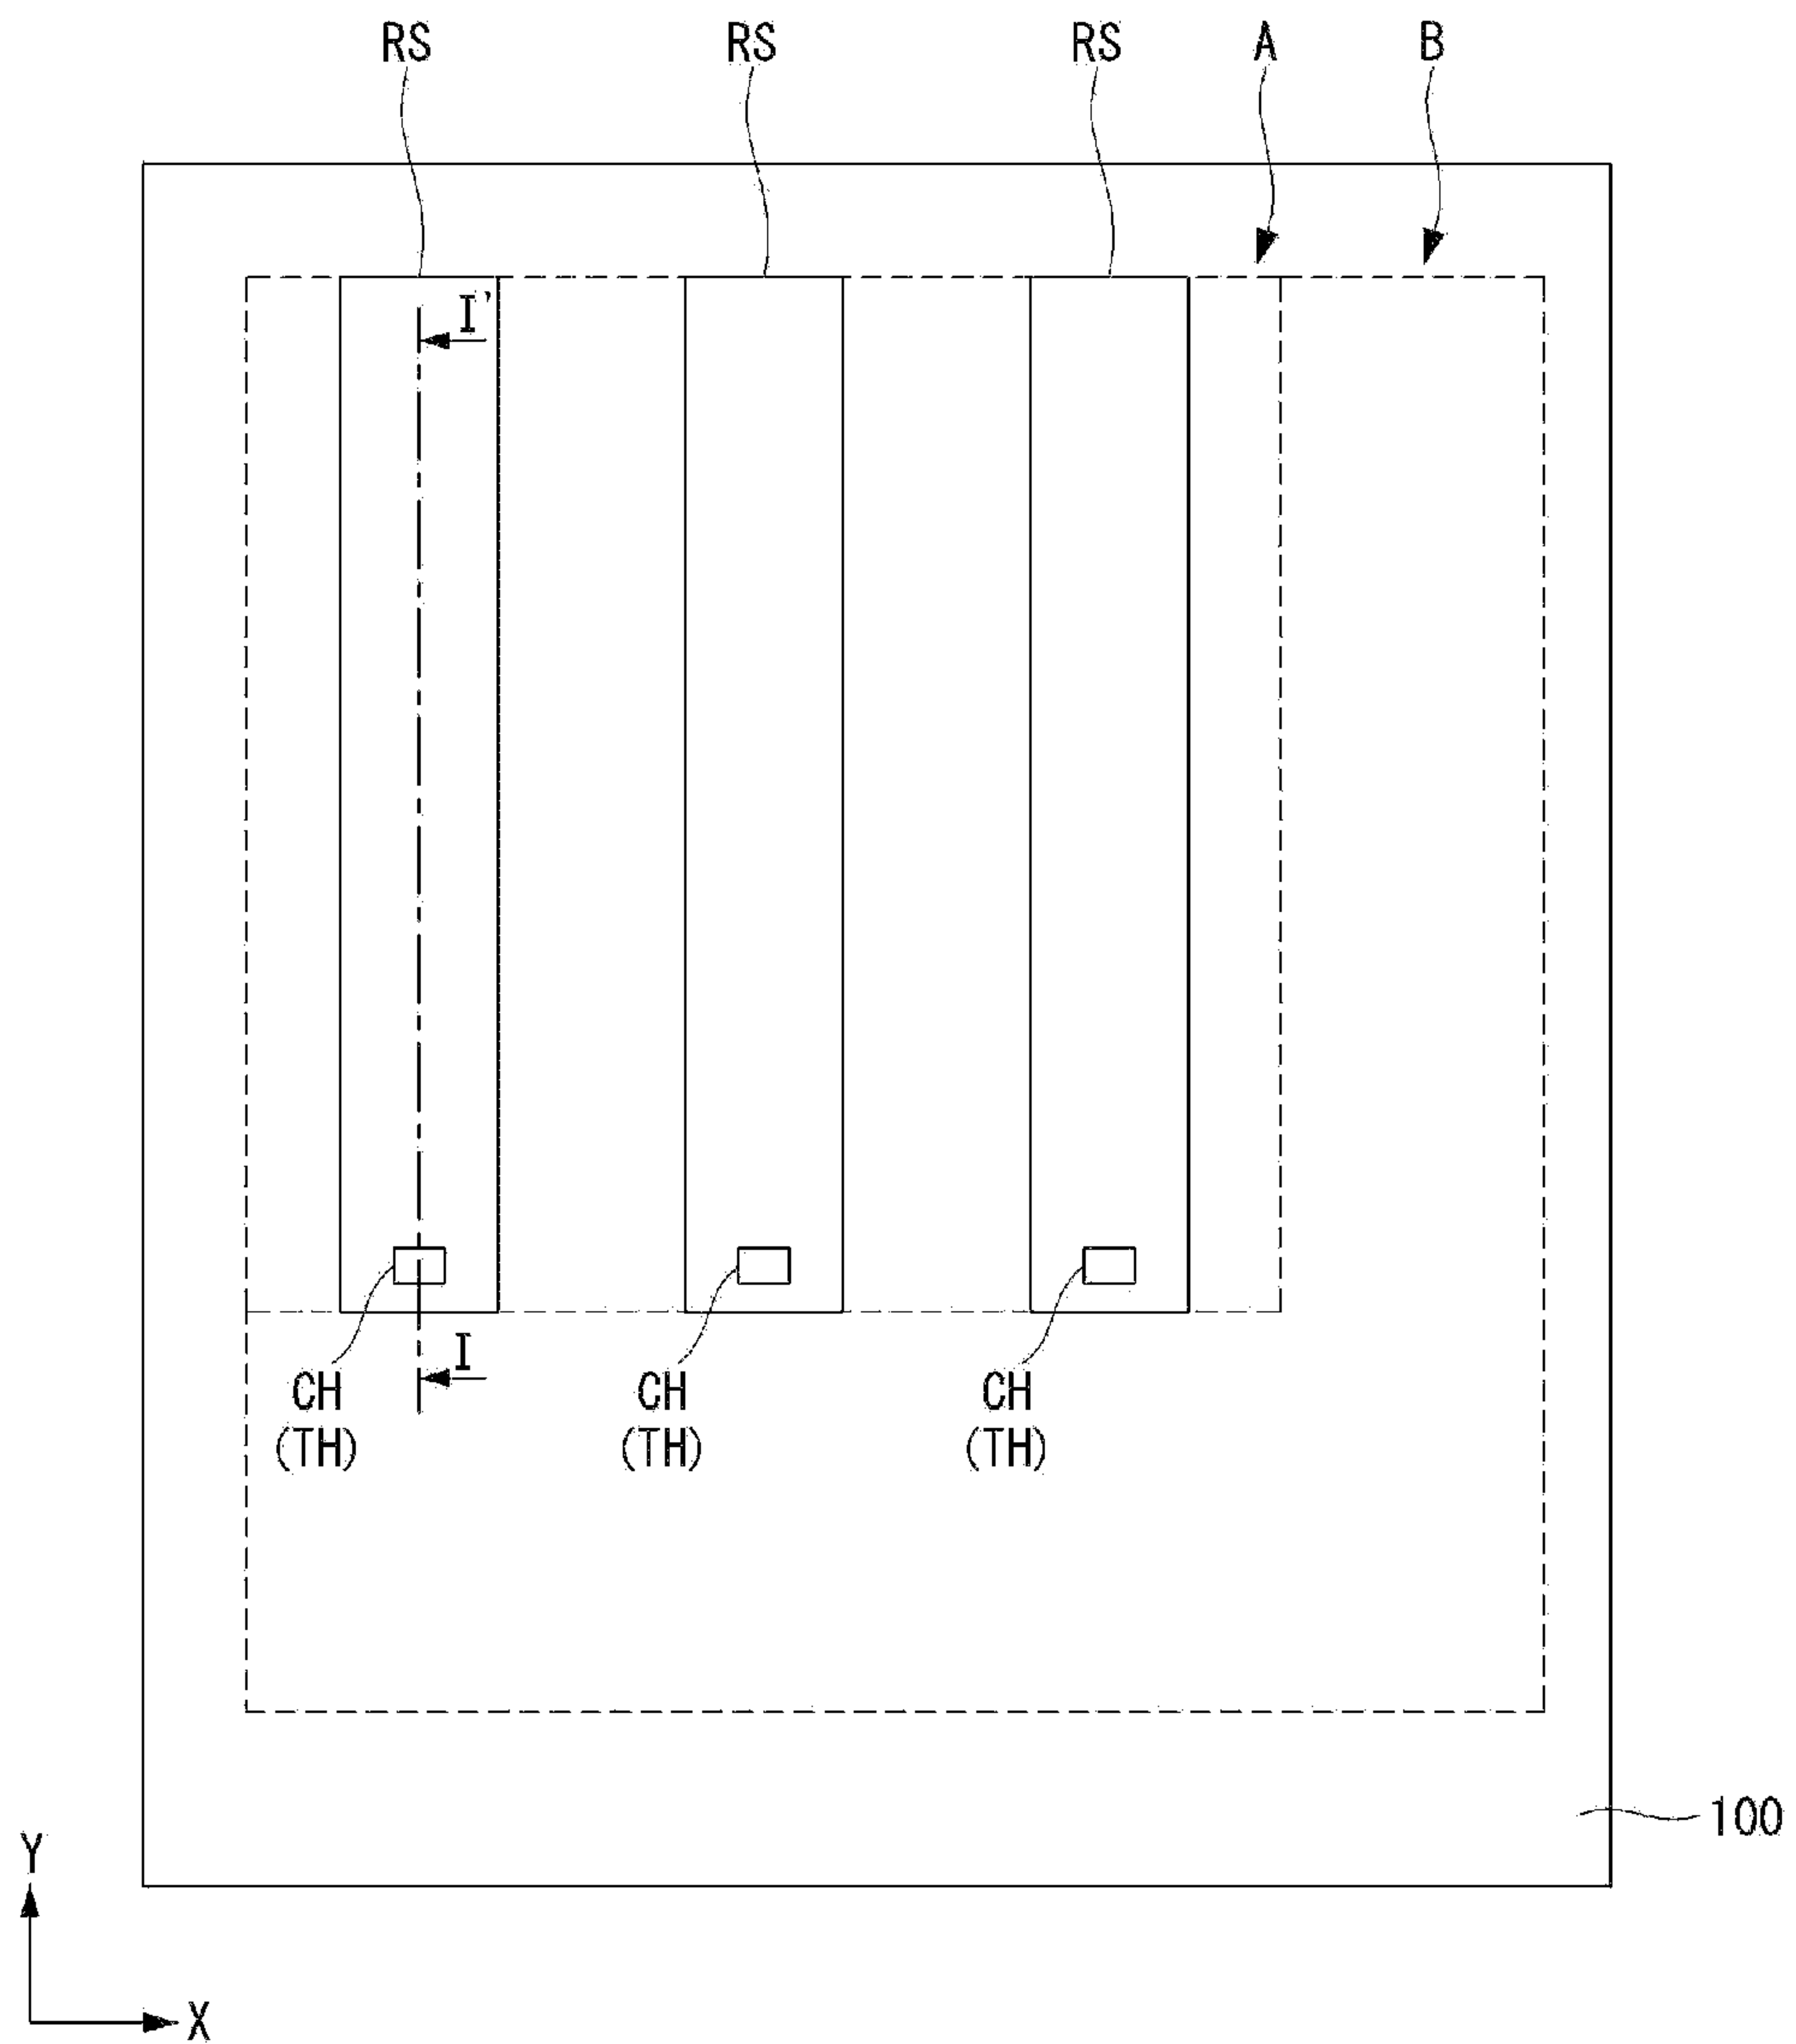 RS RS RS A B
I'
I
CH CH CH
(TH) (TH) (TH)
100
Y
X